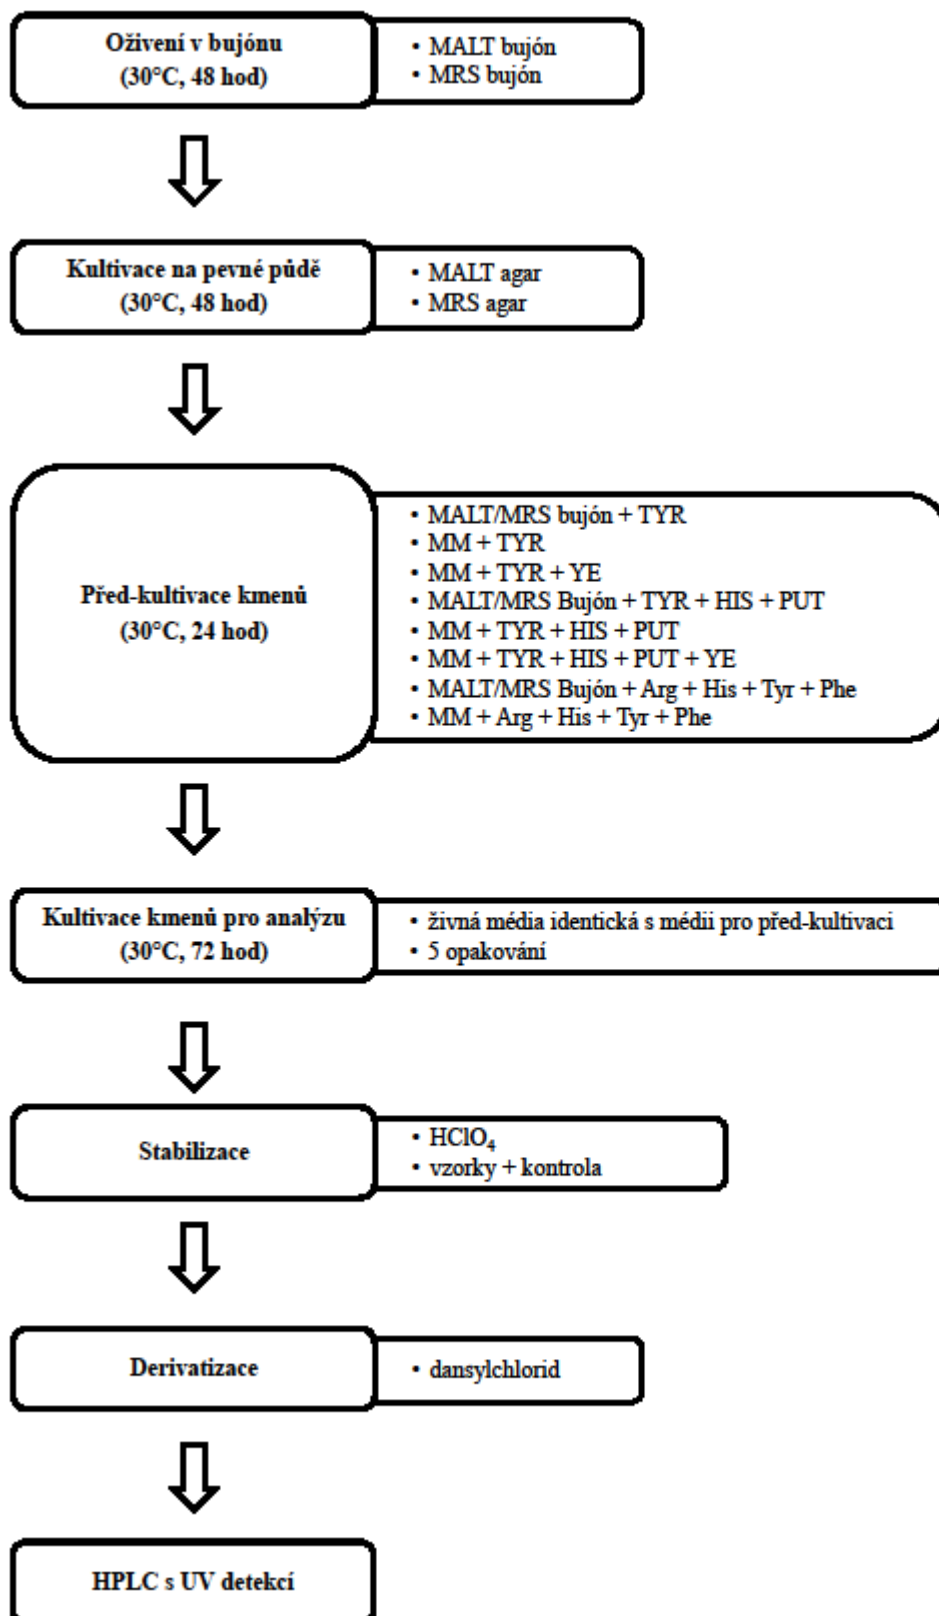 Oživení v bujónu
(30°C, 48 hod)
• MALT bujón
• MRS bujón
Kultivace na pevné půdě
(30°C, 48 hod)
• MALT agar
• MRS agar
Před-kultivace kmenů
(30°C, 24 hod)
• MALT/MRS bujón + TYR
• MM + TYR
• MM + TYR + YE
• MALT/MRS Bujón + TYR + HIS + PUT
• MM + TYR + HIS + PUT
• MM + TYR + HIS + PUT + YE
• MALT/MRS Bujón + Arg + His + Tyr + Phe
• MM + Arg + His + Tyr + Phe
Kultivace kmenů pro analýzu
(30°C, 72 hod)
• živná média identická s médii pro před-kultivaci
• 5 opakování
Stabilizace
• HClO₄
• vzorky + kontrola
Derivatizace
• dansylchlorid
HPLC s UV detekcí